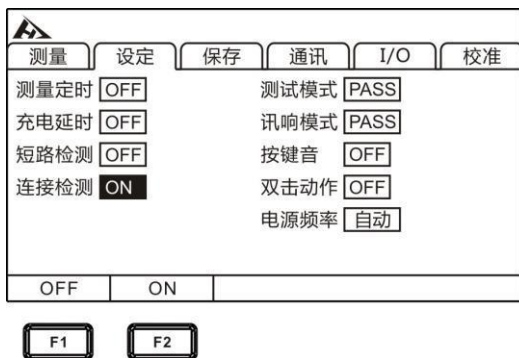 测量 设定 保存 通讯 I/O 校准
测量定时 OFF 测试模式 PASS
充电延时 OFF 讯响模式 PASS
短路检测 OFF 按键音 OFF
连接检测 ON 双击动作 OFF
电源频率 自动
OFF ON
F1 F2